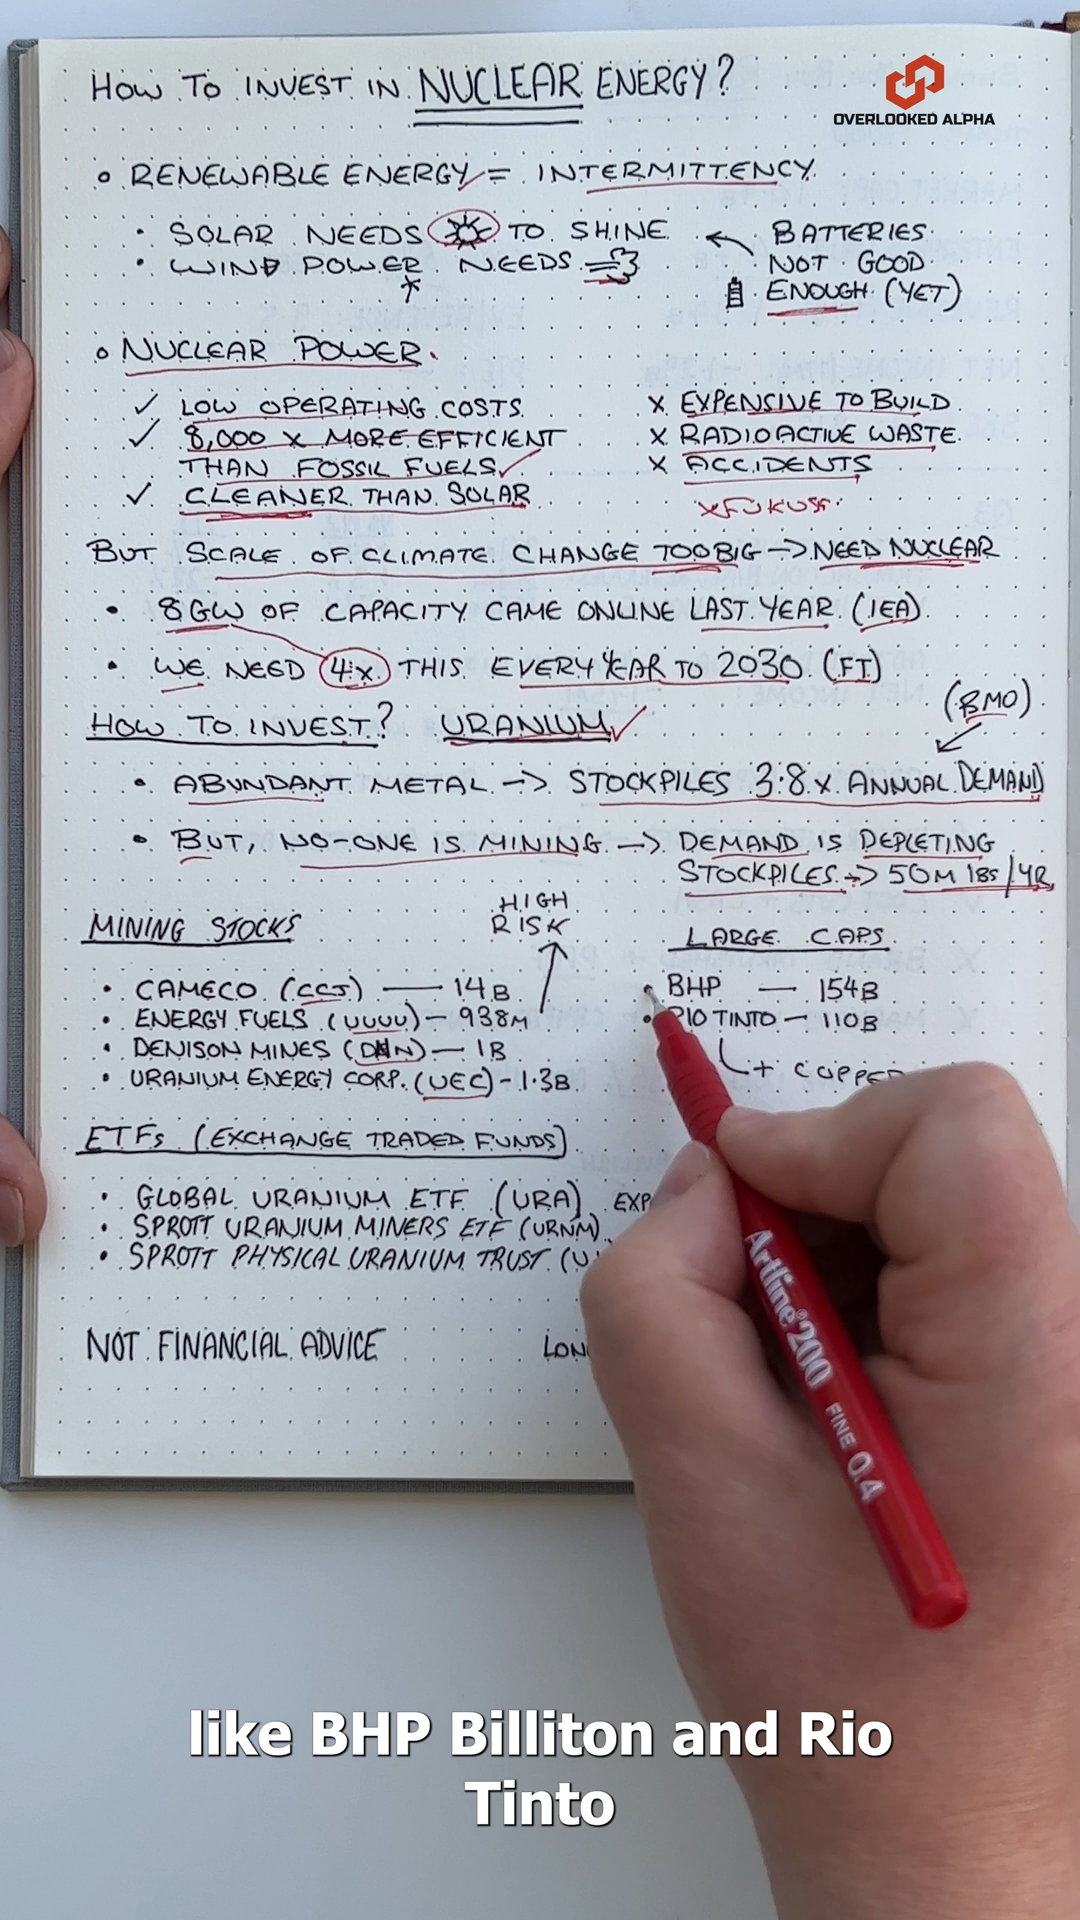 HOW TO INVEST IN NUCLEAR ENERGY?
OVERLOOKED ALPHA
RENEWABLE ENERGY = INTERMITTENCY
SOLAR NEEDS TO SHINE
WIND POWER NEEDS
BATTERIES
NOT GOOD
ENOUGH (YET)
NUCLEAR POWER
✓ LOW OPERATING COSTS
✓ 8,000 X MORE EFFICIENT
THAN FOSSIL FUELS
✓ CLEANER THAN SOLAR
X EXPENSIVE TO BUILD
X RADIOACTIVE WASTE
X ACCIDENTS
X FUKUSH
BUT SCALE OF CLIMATE CHANGE TOO BIG → NEED NUCLEAR
8GW OF CAPACITY CAME ONLINE LAST YEAR (IEA)
WE NEED 4x THIS EVERY YEAR TO 2030 (FT)
HOW TO INVEST? URANIUM
(BMO)
ABUNDANT METAL → STOCKPILES 3.8x ANNUAL DEMAND
BUT, NO-ONE IS MINING → DEMAND IS DEPLETING
STOCKPILES → 50M lBS/YR
MINING STOCKS
HIGH
RISK
CAMECO (CCJ) — 14B
ENERGY FUELS (UUUU) - 938M
DENISON MINES (DNN) — 1B
URANIUM ENERGY CORP. (UEC) - 1.3B
LARGE CAPS
BHP — 154B
RIO TINTO - 110B
+ COPPER
ETFs (EXCHANGE TRADED FUNDS)
GLOBAL URANIUM ETF (URA) EXP
SPROTT URANIUM MINERS ETF (URNM)
SPROTT PHYSICAL URANIUM TRUST (U
NOT FINANCIAL ADVICE
LON
Artline 200 FINE 0.4
like BHP Billiton and Rio
Tinto